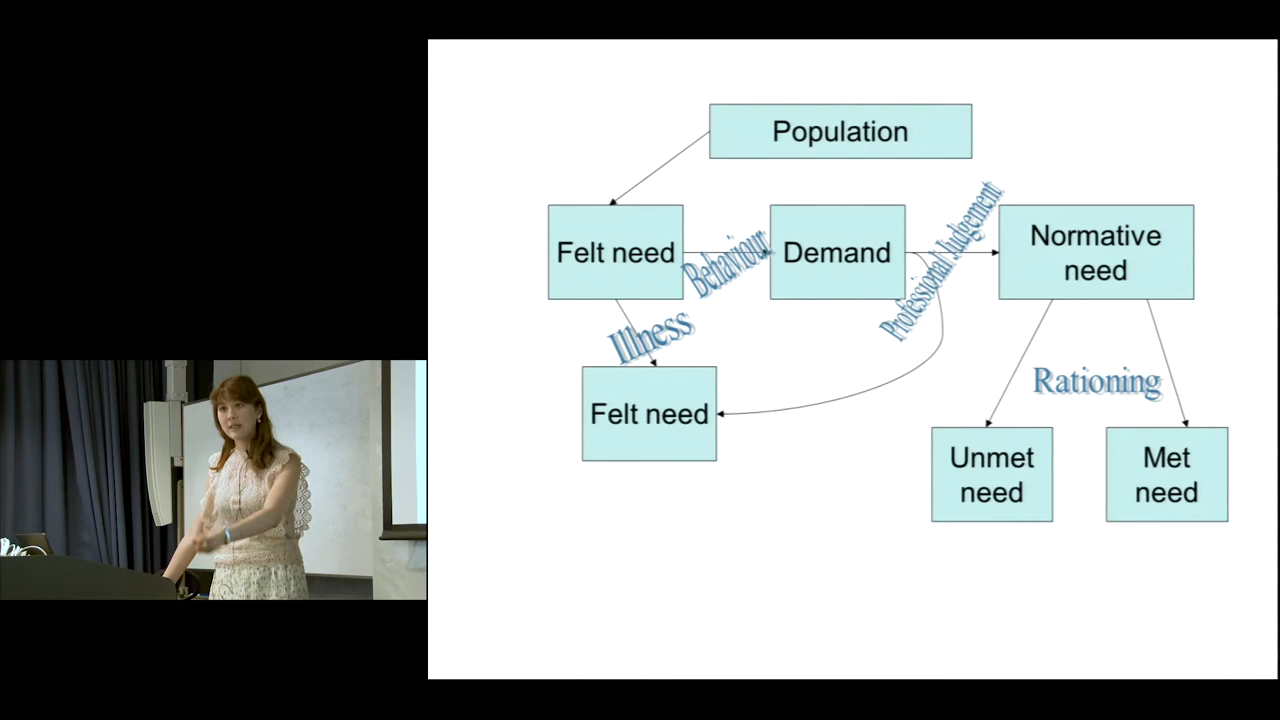 Population
Felt need
Behaviour
Demand
Professional Judgement
Normative
need
Illness
Felt need
Rationing
Unmet
need
Met
need